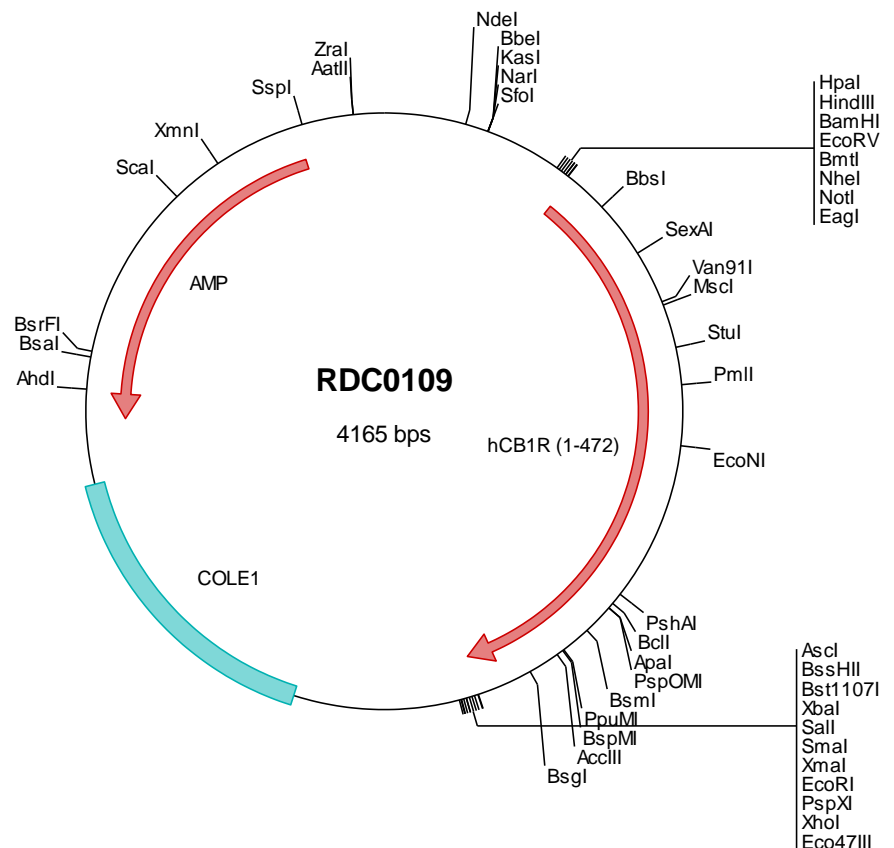 NdeI
BbeI
KasI
NarI
SfoI
ZraI
AatII
SspI
XmnI
ScaI
HpaI
HindIII
BamHI
EcoRV
BmtI
NheI
NotI
EagI
BbsI
SexAI
Van91I
MscI
StuI
PmlI
EcoNI
AMP
BsrFI
BsaI
AhdI
RDC0109
4165 bps
hCB1R (1-472)
COLE1
PshAI
BclI
ApaI
PspOMI
BsmI
PpuMI
BspMI
AccIII
BsgI
AscI
BssHII
Bst1107I
XbaI
SalI
SmaI
XmaI
EcoRI
PspXI
XhoI
Eco47III